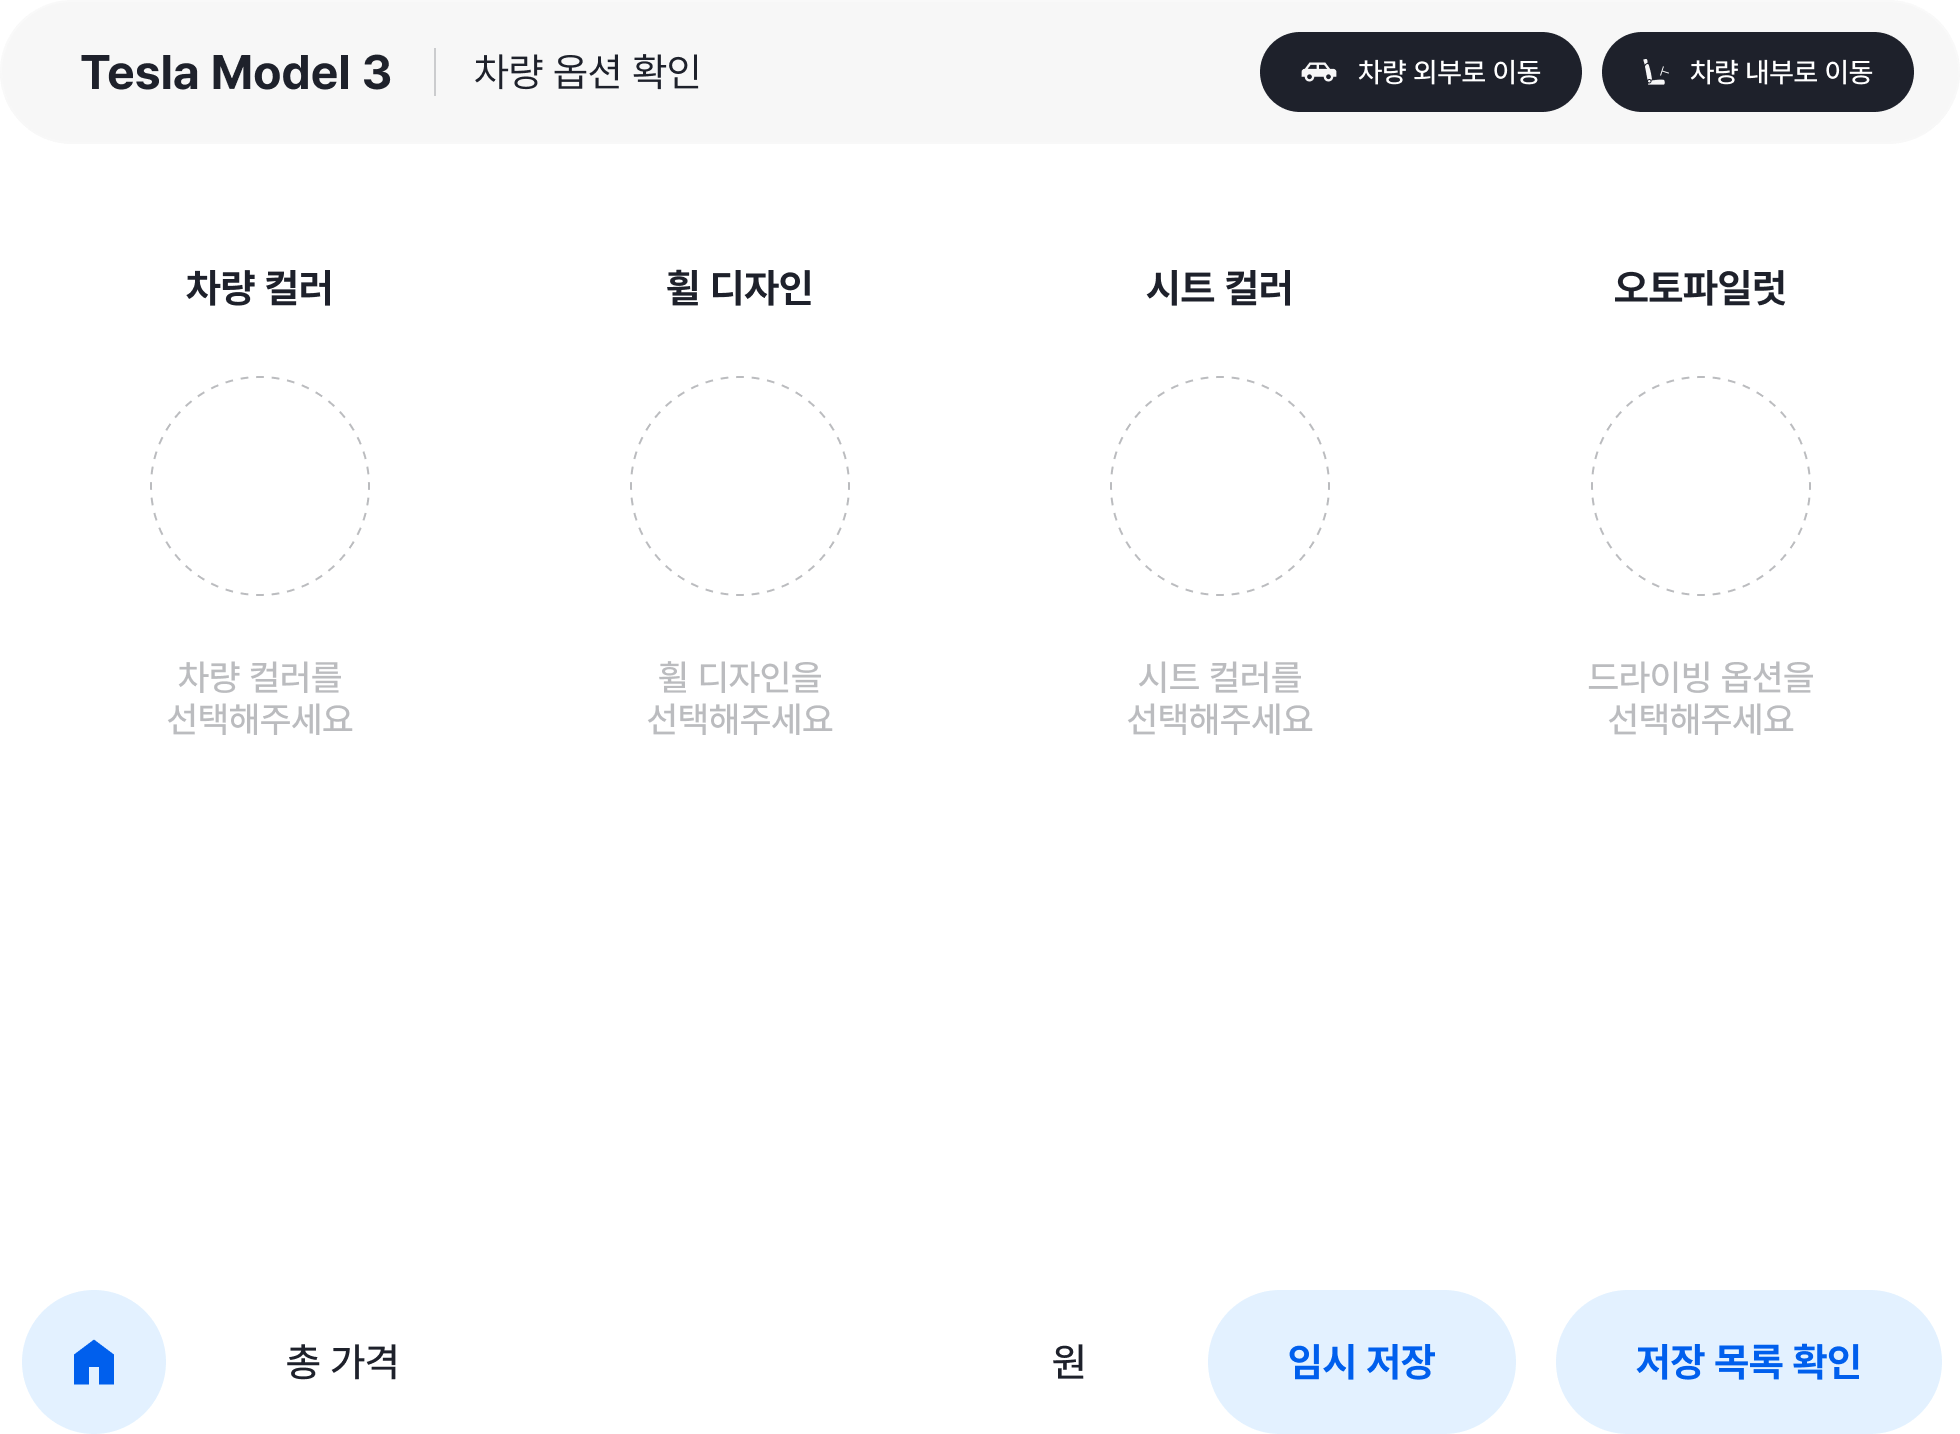 Tesla Model 3
차량 옵션 확인
차량 외부로 이동
차량 내부로 이동
차량 컬러
휠 디자인
시트 컬러
오토파일럿
차량 컬러를
선택해주세요
휠 디자인을
선택해주세요
시트 컬러를
선택해주세요
드라이빙 옵션을
선택해주세요
총 가격
원
임시 저장
저장 목록 확인